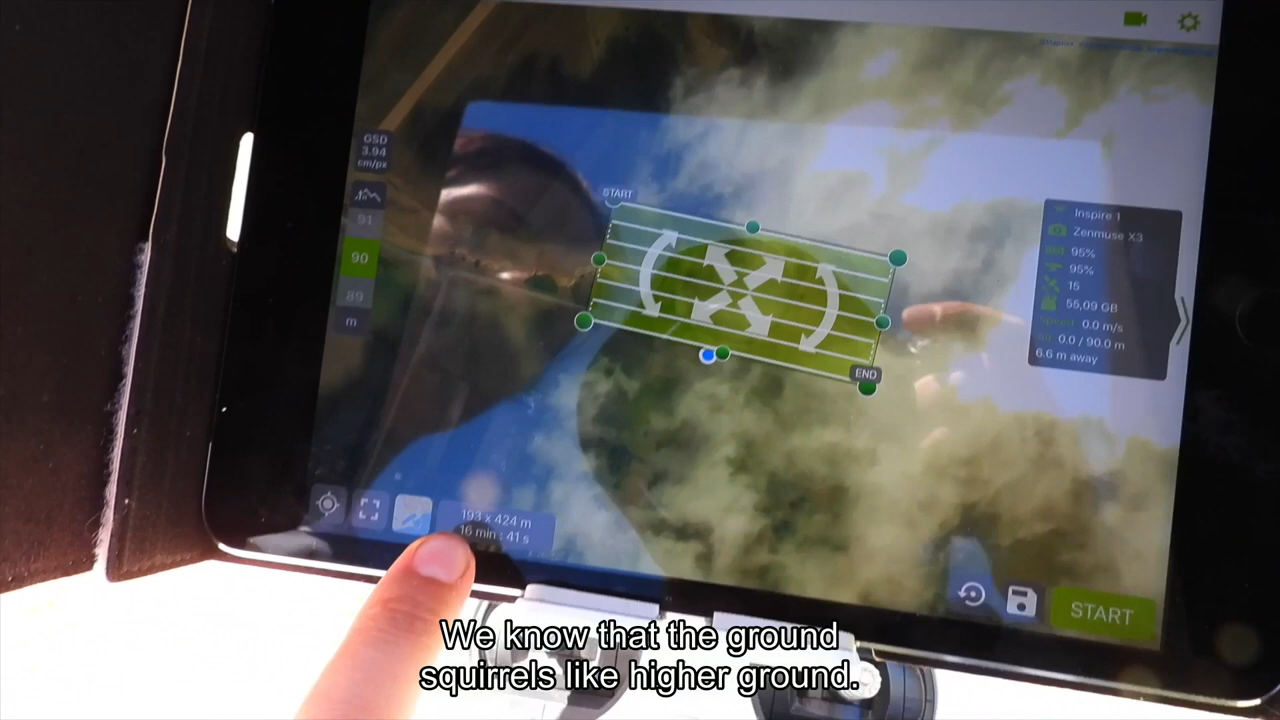 GSD
3.94
cm/px
91
90
89
m
START
END
Inspire 1
Zenmuse X3
95%
95%
15
55,09 GB
Speed 0.0 m/s
0.0 / 90.0 m
6.6 m away
193 x 424 m
16 min : 41 s
START
We know that the ground
squirrels like higher ground.